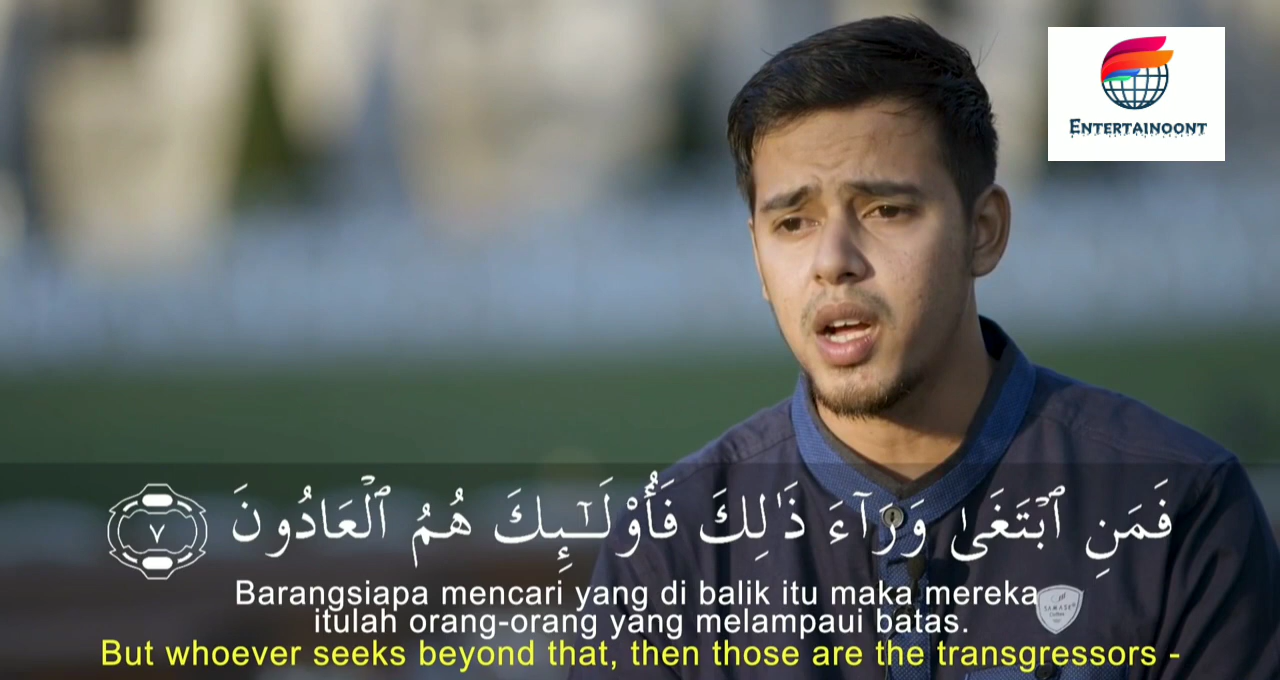 ENTERTAINOONT
فَمَنِ ٱبْتَغَىٰ وَرَآءَ ذَٰلِكَ فَأُو۟لَـٰٓئِكَ هُمُ ٱلْعَادُونَ ٧
Barangsiapa mencari yang di balik itu maka mereka
itulah orang-orang yang melampaui batas.
But whoever seeks beyond that, then those are the transgressors -